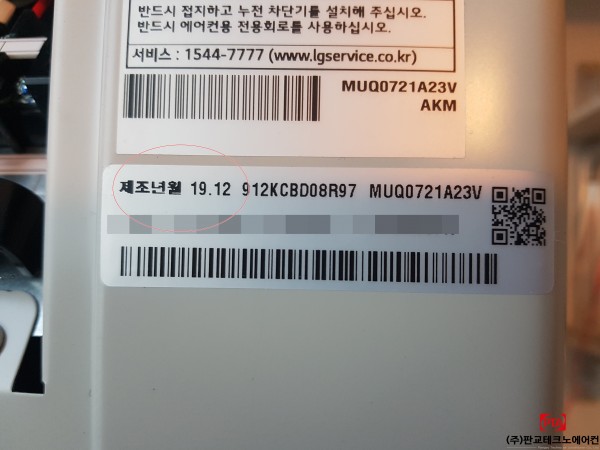 반드시 접지하고 누전 차단기를 설치해 주십시오.
반드시 에어컨용 전용회로를 사용하십시오.
서비스 : 1544-7777 (www.lgservice.co.kr)
MUQ0721A23V
AKM
제조년월 19.12 912KCBD08R97 MUQ0721A23V
(주)판교테크노에어컨